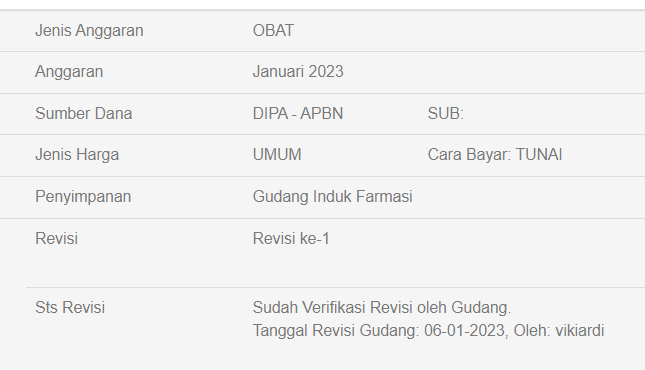 Jenis Anggaran OBAT
Anggaran Januari 2023
Sumber Dana DIPA - APBN SUB:
Jenis Harga UMUM Cara Bayar: TUNAI
Penyimpanan Gudang Induk Farmasi
Revisi Revisi ke-1
Sts Revisi Sudah Verifikasi Revisi oleh Gudang.
Tanggal Revisi Gudang: 06-01-2023, Oleh: vikiardi